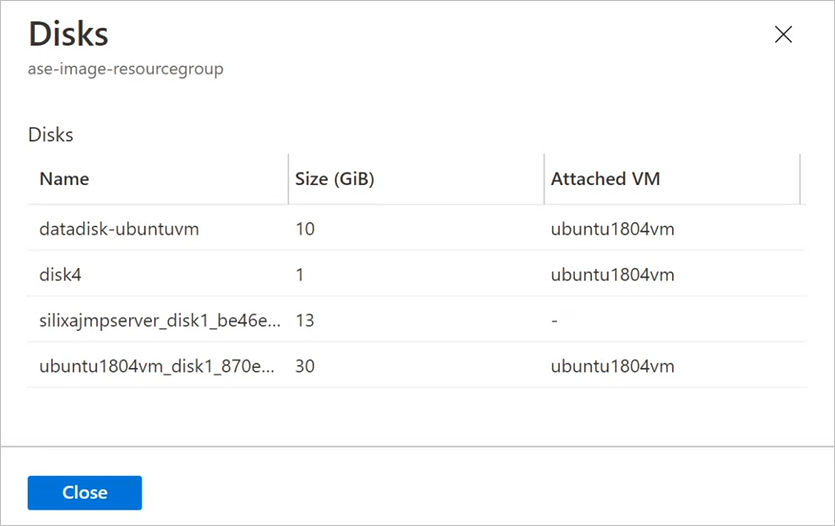 Disks
ase-image-resourcegroup
Disks
Name Size (GiB) Attached VM
datadisk-ubuntuvm 10 ubuntu1804vm
disk4 1 ubuntu1804vm
silixajmpserver_disk1_be46e... 13 -
ubuntu1804vm_disk1_870e... 30 ubuntu1804vm
Close